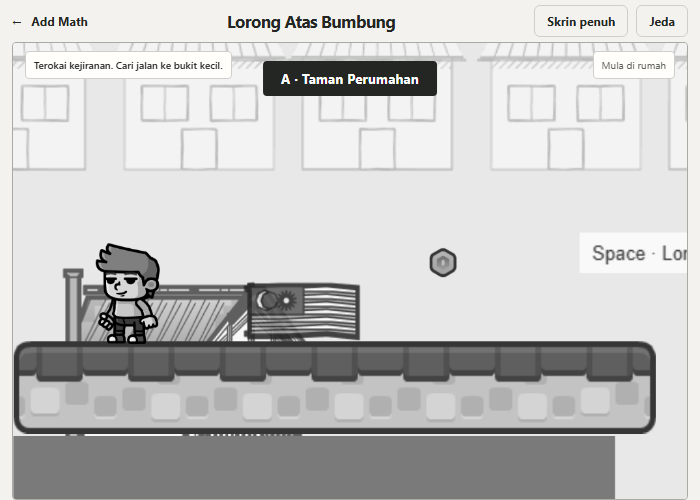 ← Add Math
Lorong Atas Bumbung
Skrin penuh
Jeda
Terokai kejiranan. Cari jalan ke bukit kecil.
A · Taman Perumahan
Mula di rumah
Space ·